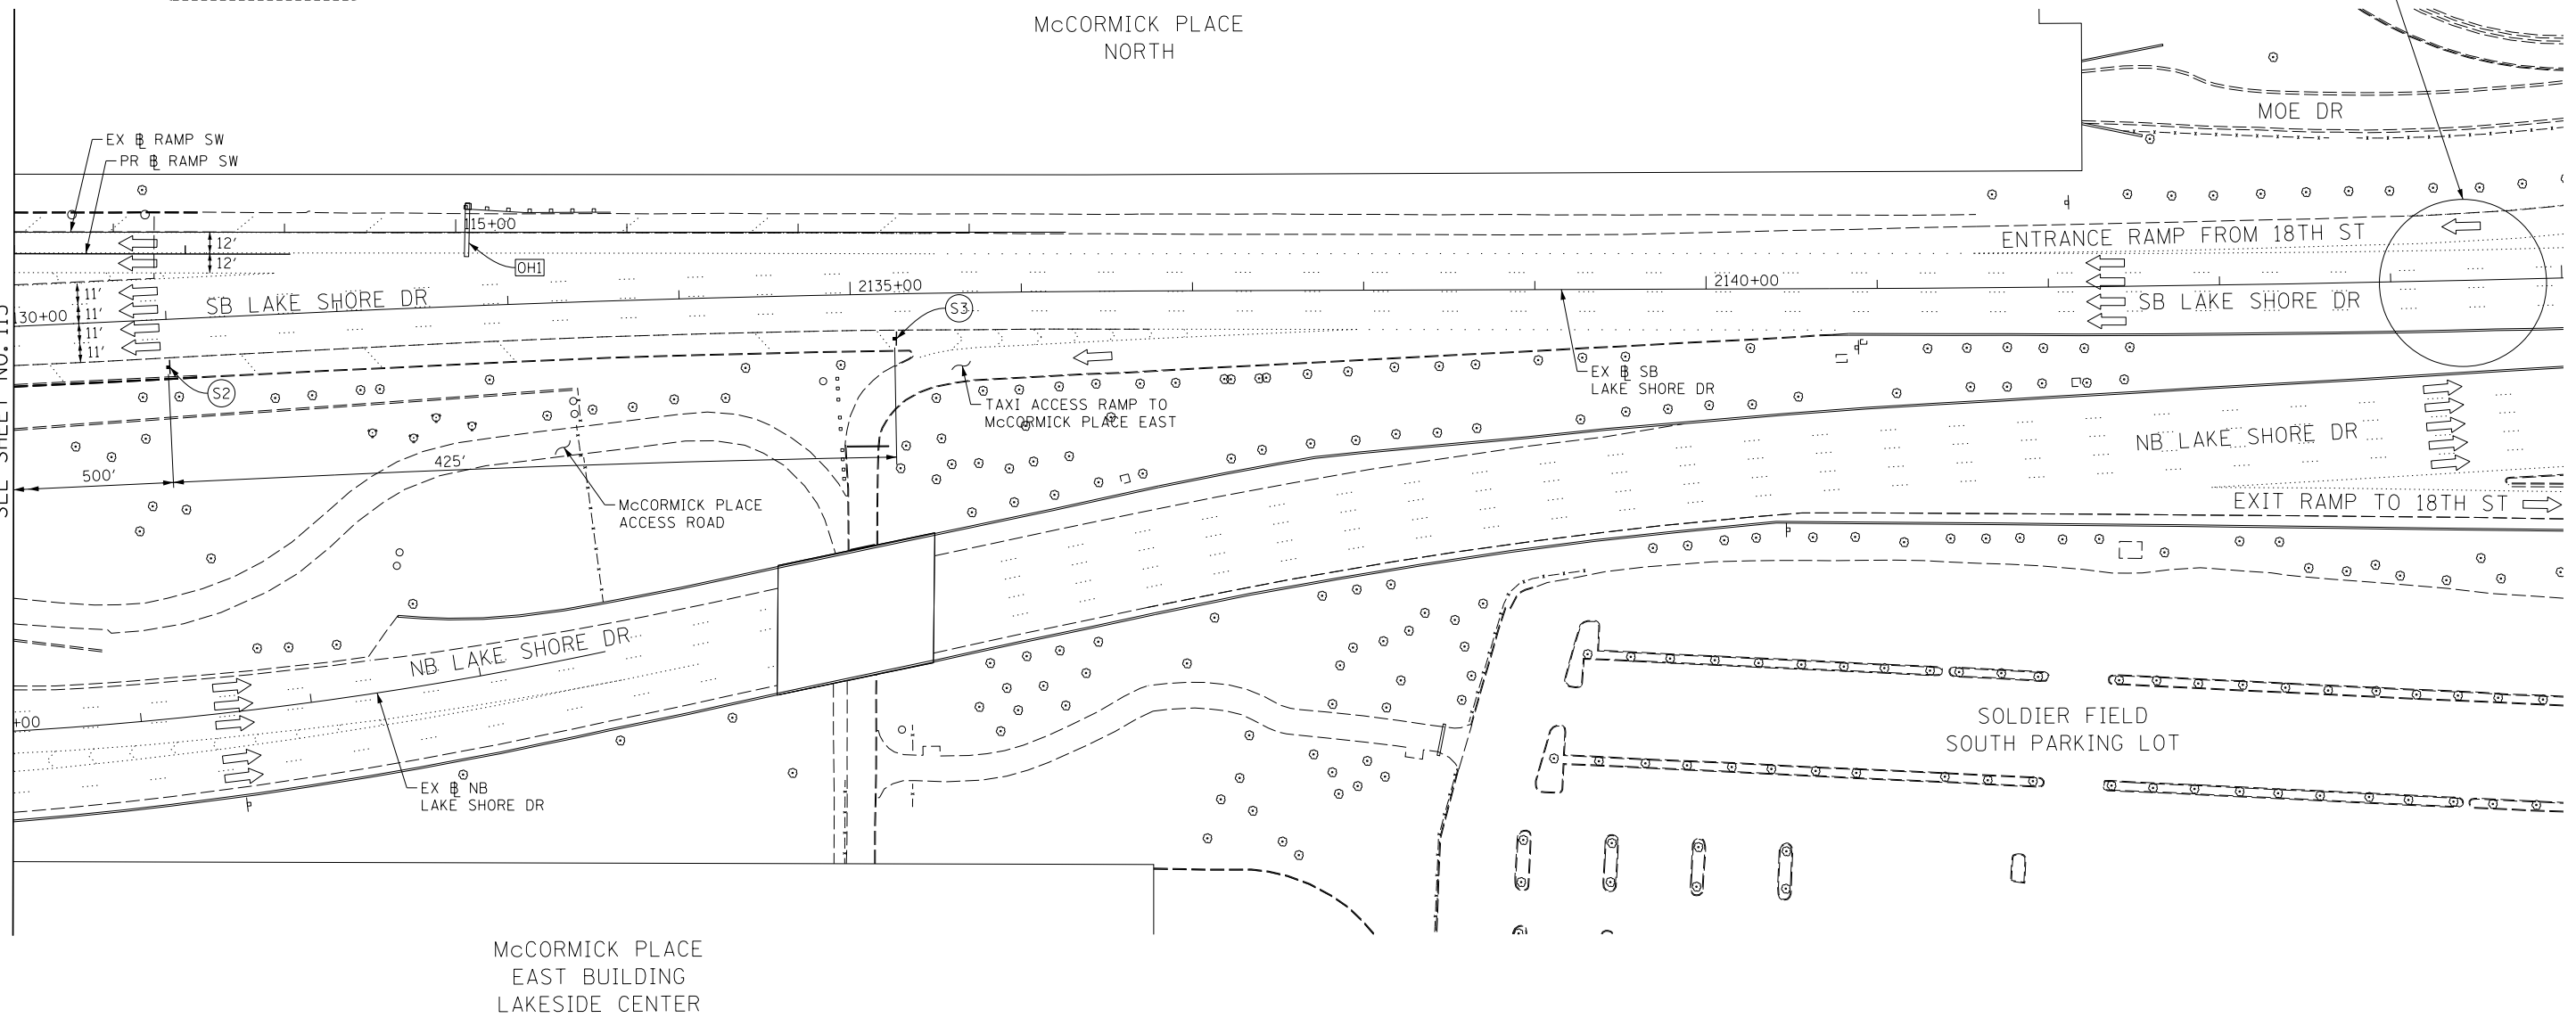 McCORMICK PLACE
NORTH
MOE DR
EX ⅊ RAMP SW
PR ⅊ RAMP SW
115+00
12'
12'
OH1
ENTRANCE RAMP FROM 18TH ST
SB LAKE SHORE DR
2135+00
2140+00
SB LAKE SHORE DR
11'
11'
11'
11'
30+00
S3
S2
EX ⅊ SB
LAKE SHORE DR
TAXI ACCESS RAMP TO
McCORMICK PLACE EAST
NB LAKE SHORE DR
500'
425'
McCORMICK PLACE
ACCESS ROAD
EXIT RAMP TO 18TH ST
NB LAKE SHORE DR
+00
EX ⅊ NB
LAKE SHORE DR
SOLDIER FIELD
SOUTH PARKING LOT
McCORMICK PLACE
EAST BUILDING
LAKESIDE CENTER